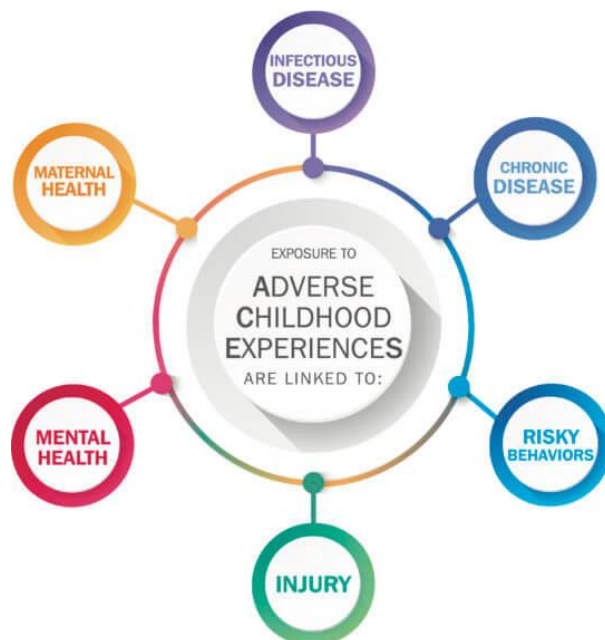 INFECTIOUS
DISEASE
MATERNAL
HEALTH
CHRONIC
DISEASE
EXPOSURE TO
ADVERSE
CHILDHOOD
EXPERIENCES
ARE LINKED TO:
MENTAL
HEALTH
RISKY
BEHAVIORS
INJURY